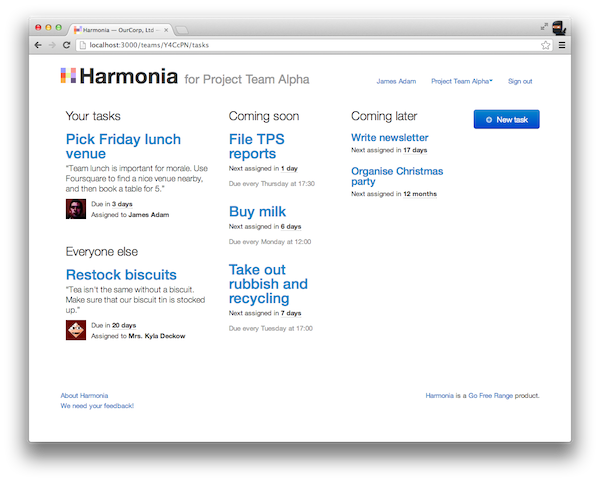 Harmonia — OurCorp, Ltd —
localhost:3000/teams/Y4CcPN/tasks
Harmonia for Project Team Alpha
James Adam
Project Team Alpha
Sign out
Your tasks
Pick Friday lunch
venue
“Team lunch is important for morale. Use
Foursquare to find a nice venue nearby,
and then book a table for 5.”
Due in 3 days
Assigned to James Adam
Everyone else
Restock biscuits
“Tea isn't the same without a biscuit.
Make sure that our biscuit tin is stocked
up.”
Due in 20 days
Assigned to Mrs. Kyla Deckow
Coming soon
File TPS
reports
Next assigned in 1 day
Due every Thursday at 17:30
Buy milk
Next assigned in 6 days
Due every Monday at 12:00
Take out
rubbish and
recycling
Next assigned in 7 days
Due every Tuesday at 17:00
Coming later
Write newsletter
Next assigned in 17 days
Organise Christmas
party
Next assigned in 12 months
New task
About Harmonia
We need your feedback!
Harmonia is a Go Free Range product.